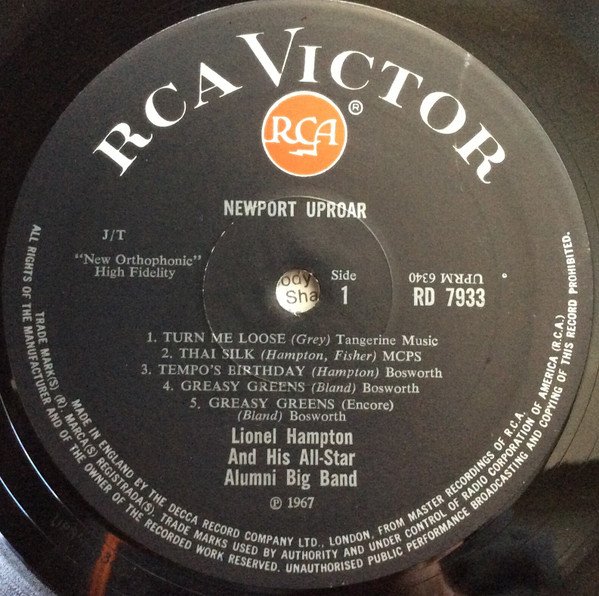 RCA VICTOR
RCA
®
NEWPORT UPROAR
J/T
"New Orthophonic"
High Fidelity
ody
Sha
Side
1
UPRM 6340
RD 7933
1. TURN ME LOOSE (Grey) Tangerine Music
2. THAI SILK (Hampton, Fisher) MCPS
3. TEMPO'S BIRTHDAY (Hampton) Bosworth
4. GREASY GREENS (Bland) Bosworth
5. GREASY GREENS (Encore)
(Bland) Bosworth
Lionel Hampton
And His All-Star
Alumni Big Band
℗ 1967
ALL RIGHTS OF THE MANUFACTURER AND OF THE OWNER OF THE RECORDED WORK RESERVED. UNAUTHORISED PUBLIC PERFORMANCE BROADCASTING AND COPYING OF THIS RECORD PROHIBITED.
TRADE MARK(S) (R) MARCA(S) REGISTRADA(S) TRADE MARKS USED BY AUTHORITY AND UNDER CONTROL OF RADIO CORPORATION OF AMERICA (R.C.A.)
MADE IN ENGLAND BY THE DECCA RECORD COMPANY LTD., LONDON, FROM MASTER RECORDINGS OF R.C.A.